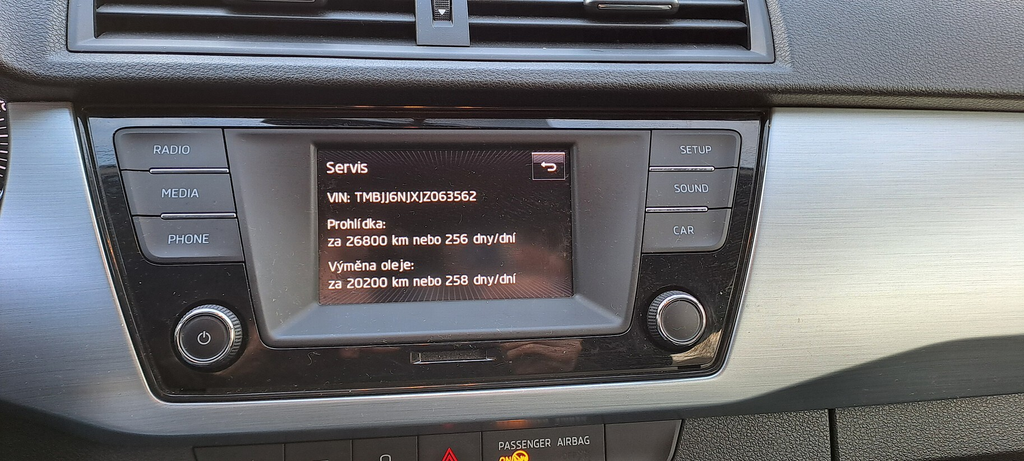 RADIO
MEDIA
PHONE
Servis
VIN: TMBJJ6NJXJZ063562
Prohlídka:
za 26800 km nebo 256 dny/dní
Výměna oleje:
za 20200 km nebo 258 dny/dní
SETUP
SOUND
CAR
PASSENGER AIRBAG
ON